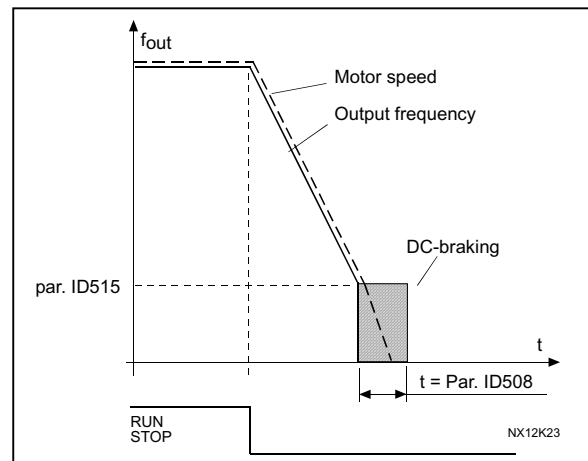 fout
Motor speed
Output frequency
DC-braking
par. ID515
t
t = Par. ID508
RUN
STOP
NX12K23